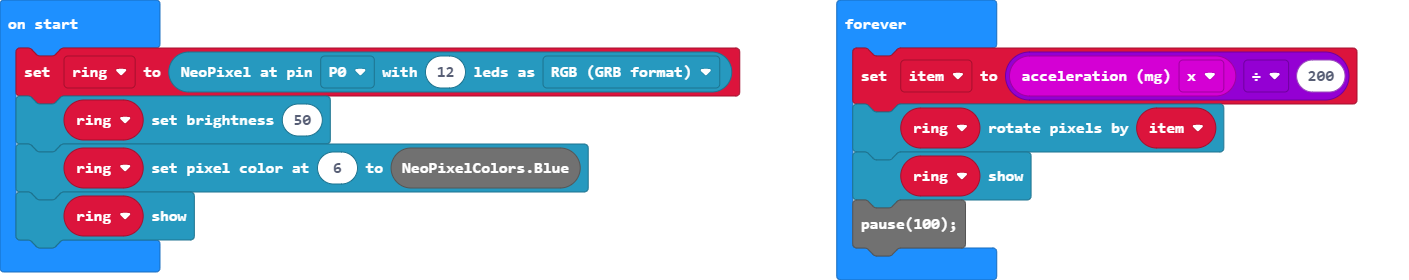 on start
set ring to NeoPixel at pin P0 with 12 leds as RGB (GRB format)
ring set brightness 50
ring set pixel color at 6 to NeoPixelColors.Blue
ring show
forever
set item to acceleration (mg) x ÷ 200
ring rotate pixels by item
ring show
pause(100);